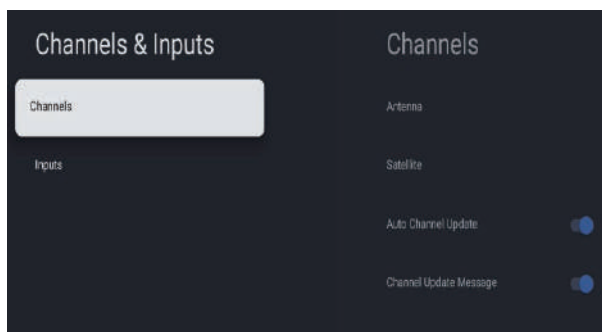 Channels & Inputs
Channels
Inputs
Channels
Antenna
Satellite
Auto Channel Update
Channel Update Message